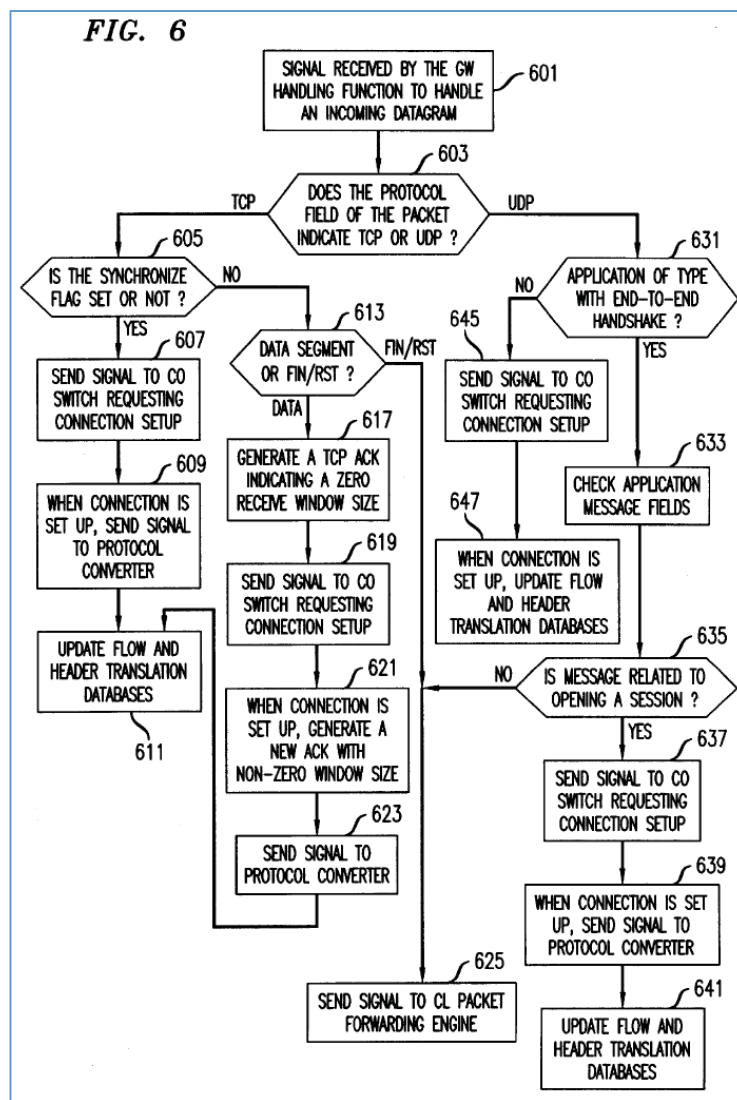 FIG. 6
SIGNAL RECEIVED BY THE GW
HANDLING FUNCTION TO HANDLE
AN INCOMING DATAGRAM
601
603
DOES THE PROTOCOL
FIELD OF THE PACKET
INDICATE TCP OR UDP ?
TCP
UDP
605
IS THE SYNCHRONIZE
FLAG SET OR NOT ?
NO
YES
607
SEND SIGNAL TO CO
SWITCH REQUESTING
CONNECTION SETUP
609
WHEN CONNECTION IS
SET UP, SEND SIGNAL
TO PROTOCOL
CONVERTER
UPDATE FLOW AND
HEADER TRANSLATION
DATABASES
611
613
DATA SEGMENT
OR FIN/RST ?
FIN/RST
DATA
617
GENERATE A TCP ACK
INDICATING A ZERO
RECEIVE WINDOW SIZE
619
SEND SIGNAL TO CO
SWITCH REQUESTING
CONNECTION SETUP
621
WHEN CONNECTION IS
SET UP, GENERATE A
NEW ACK WITH
NON-ZERO WINDOW SIZE
623
SEND SIGNAL TO
PROTOCOL CONVERTER
625
SEND SIGNAL TO CL PACKET
FORWARDING ENGINE
631
APPLICATION OF TYPE
WITH END-TO-END
HANDSHAKE ?
NO
YES
645
SEND SIGNAL TO CO
SWITCH REQUESTING
CONNECTION SETUP
647
WHEN CONNECTION IS
SET UP, UPDATE FLOW
AND HEADER
TRANSLATION DATABASES
633
CHECK APPLICATION
MESSAGE FIELDS
635
IS MESSAGE RELATED TO
OPENING A SESSION ?
NO
YES
637
SEND SIGNAL TO CO
SWITCH REQUESTING
CONNECTION SETUP
639
WHEN CONNECTION IS SET
UP, SEND SIGNAL TO
PROTOCOL CONVERTER
641
UPDATE FLOW AND
HEADER TRANSLATION
DATABASES